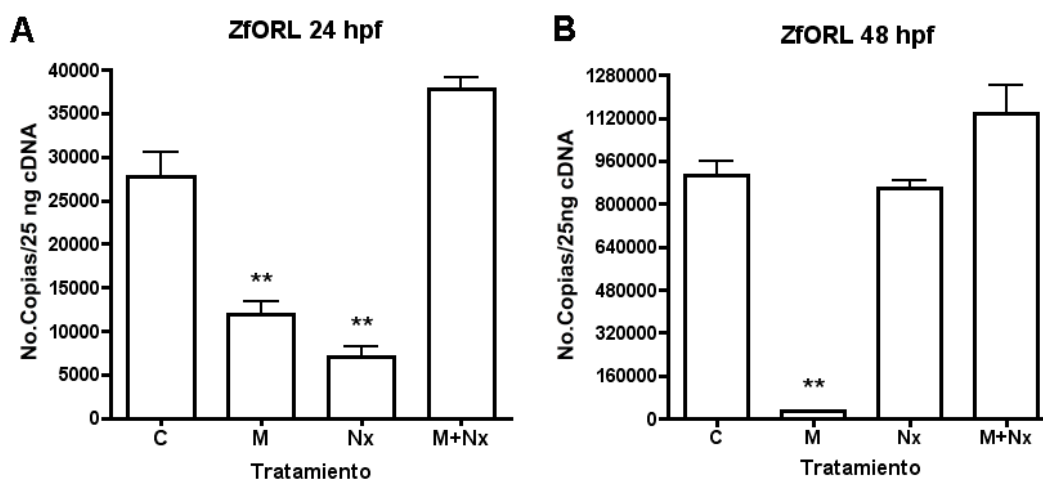 A
ZfORL 24 hpf
No.Copias/25 ng cDNA
40000
35000
30000
25000
20000
15000
10000
5000
0
**
**
C M Nx M+Nx
Tratamiento
B
ZfORL 48 hpf
No.Copias/25ng cDNA
1280000
1120000
960000
800000
640000
480000
320000
160000
0
**
C M Nx M+Nx
Tratamiento